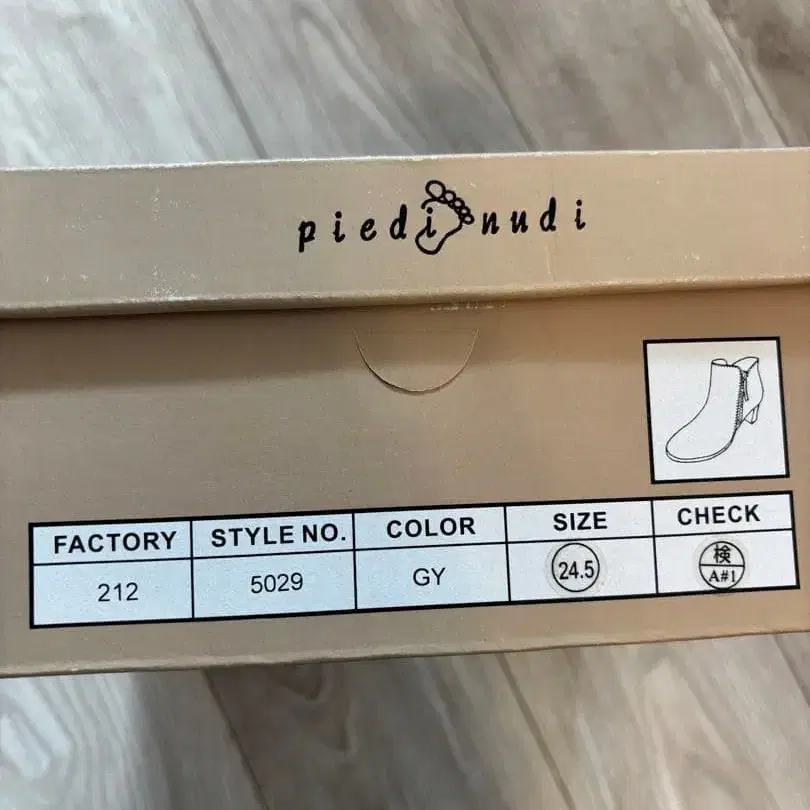 piedi nudi
FACTORY STYLE NO. COLOR SIZE CHECK
212 5029 GY 24.5 検 A#1